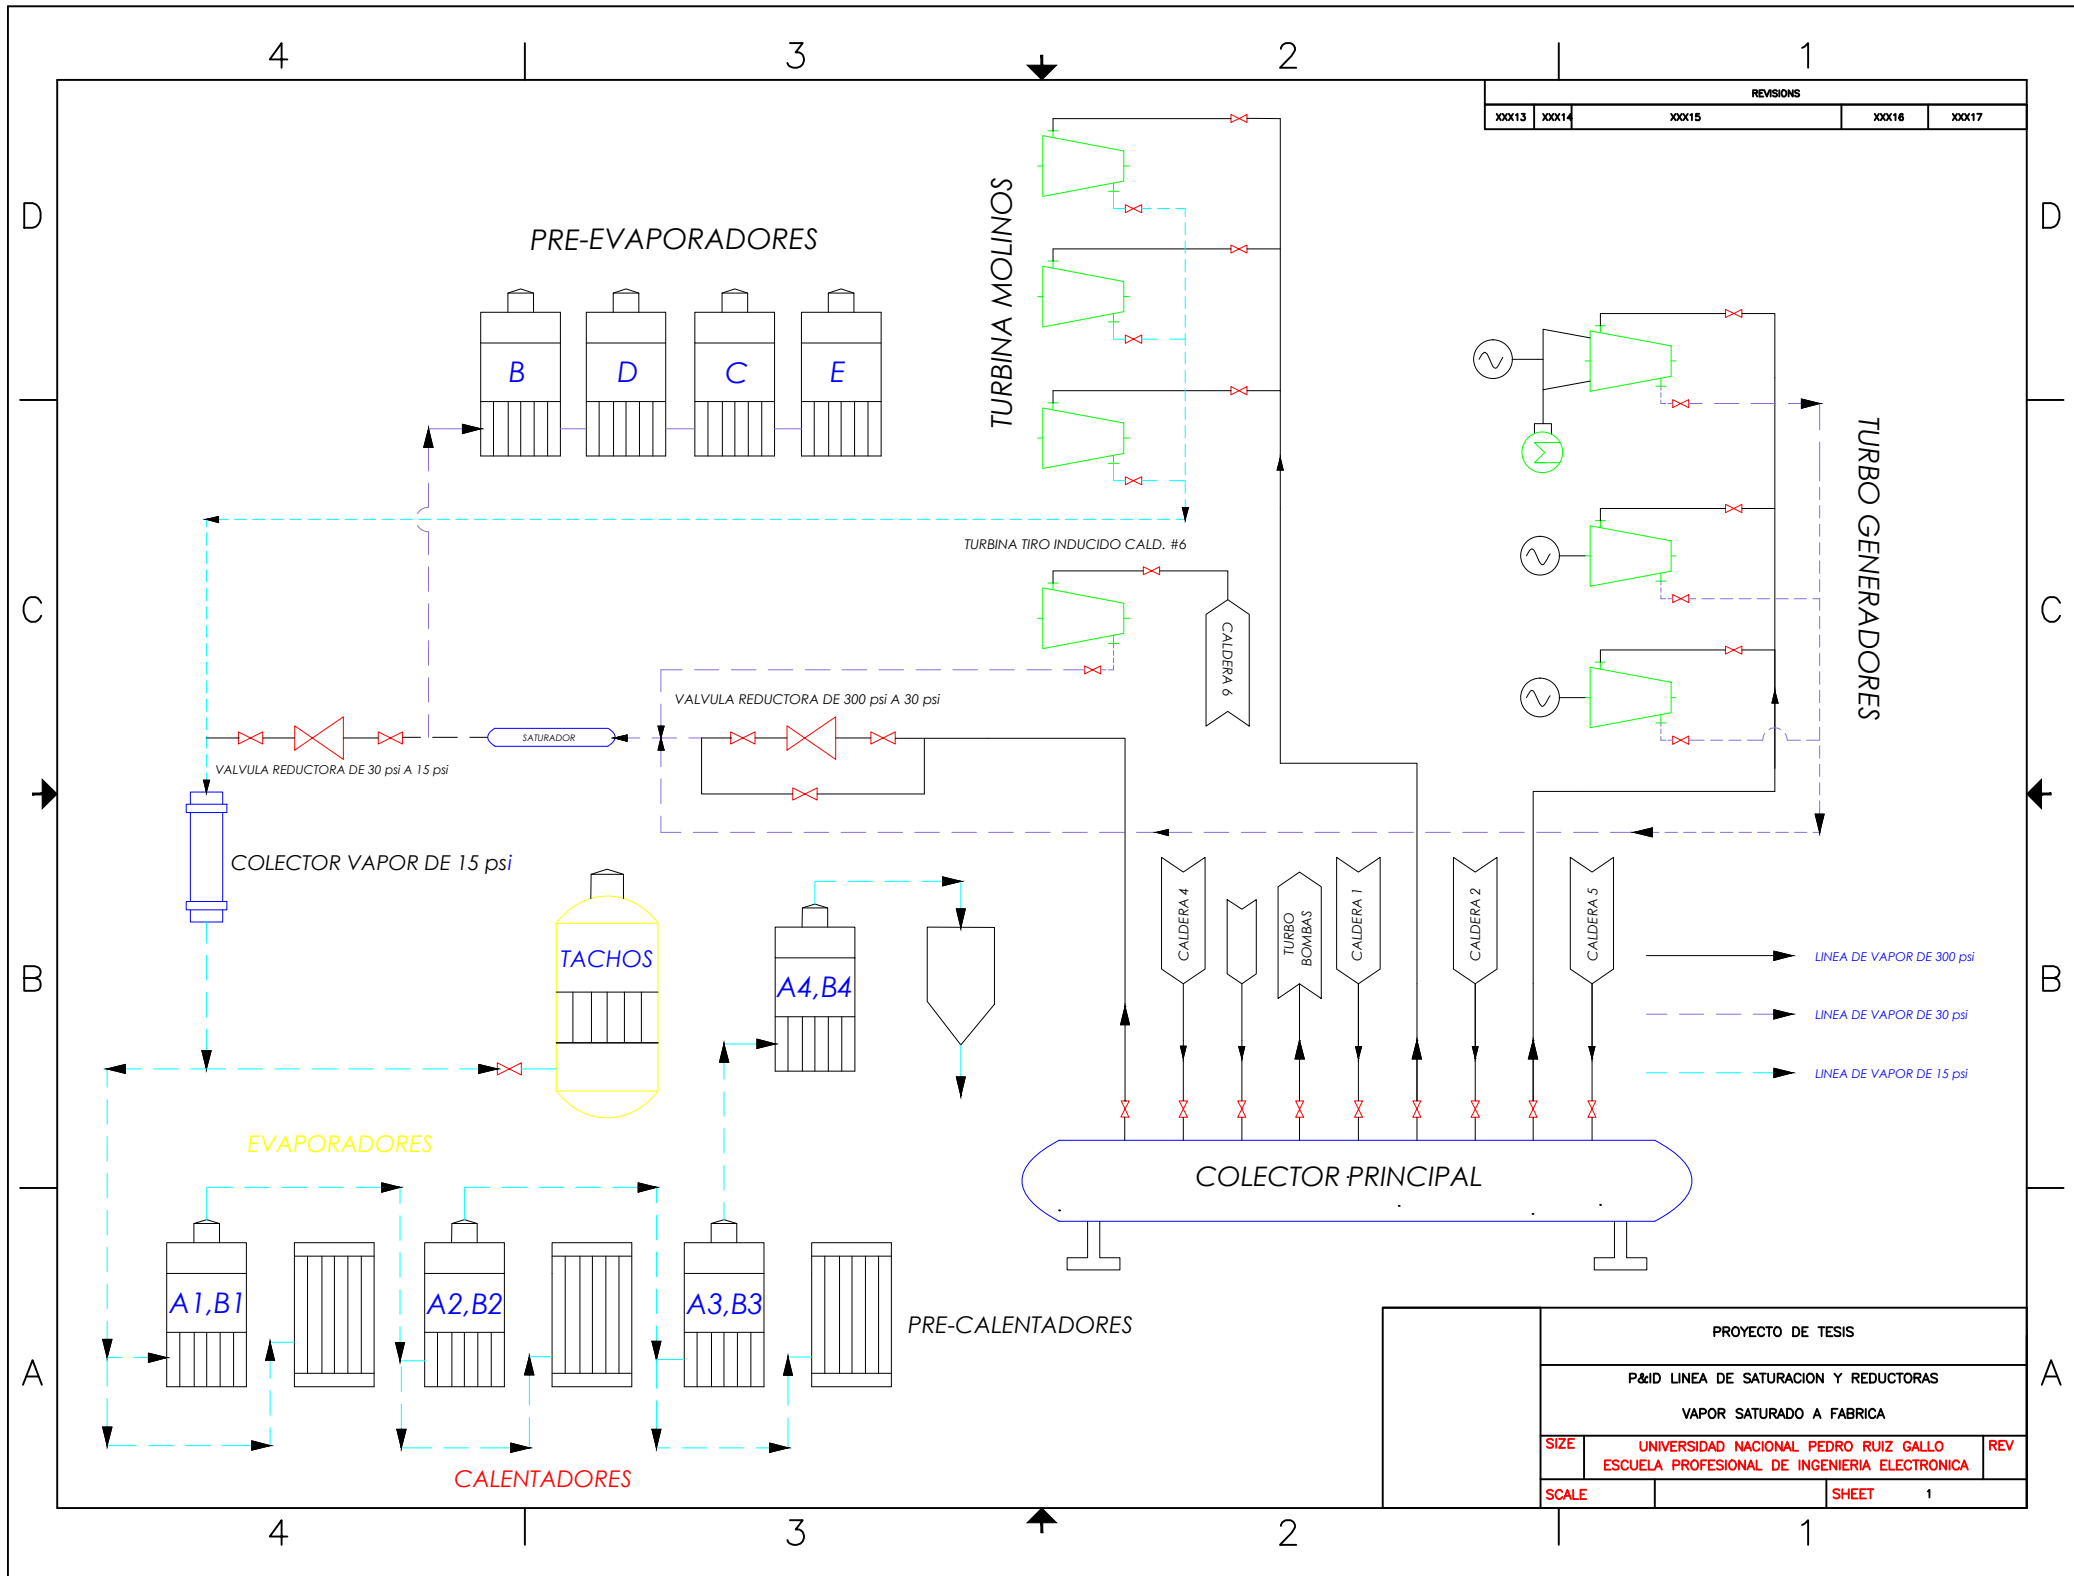 4 3 2 1
REVISIONS
XXX13 XXX14 XXX15 XXX16 XXX17
D
D
PRE-EVAPORADORES
TURBINA MOLINOS
B D C E
TURBO GENERADORES
TURBINA TIRO INDUCIDO CALD. #6
C
C
CALDERA 6
VALVULA REDUCTORA DE 300 psi A 30 psi
SATURADOR
VALVULA REDUCTORA DE 30 psi A 15 psi
COLECTOR VAPOR DE 15 psi
CALDERA 4
TURBO
BOMBAS
CALDERA 1
CALDERA 2
CALDERA 5
TACHOS
A4,B4
B
B
LINEA DE VAPOR DE 300 psi
LINEA DE VAPOR DE 30 psi
LINEA DE VAPOR DE 15 psi
EVAPORADORES
COLECTOR PRINCIPAL
A1,B1
A2,B2
A3,B3
PRE-CALENTADORES
A
A
CALENTADORES
PROYECTO DE TESIS
P&ID LINEA DE SATURACION Y REDUCTORAS
VAPOR SATURADO A FABRICA
SIZE
UNIVERSIDAD NACIONAL PEDRO RUIZ GALLO
ESCUELA PROFESIONAL DE INGENIERIA ELECTRONICA
REV
SCALE
SHEET 1
4 3 2 1